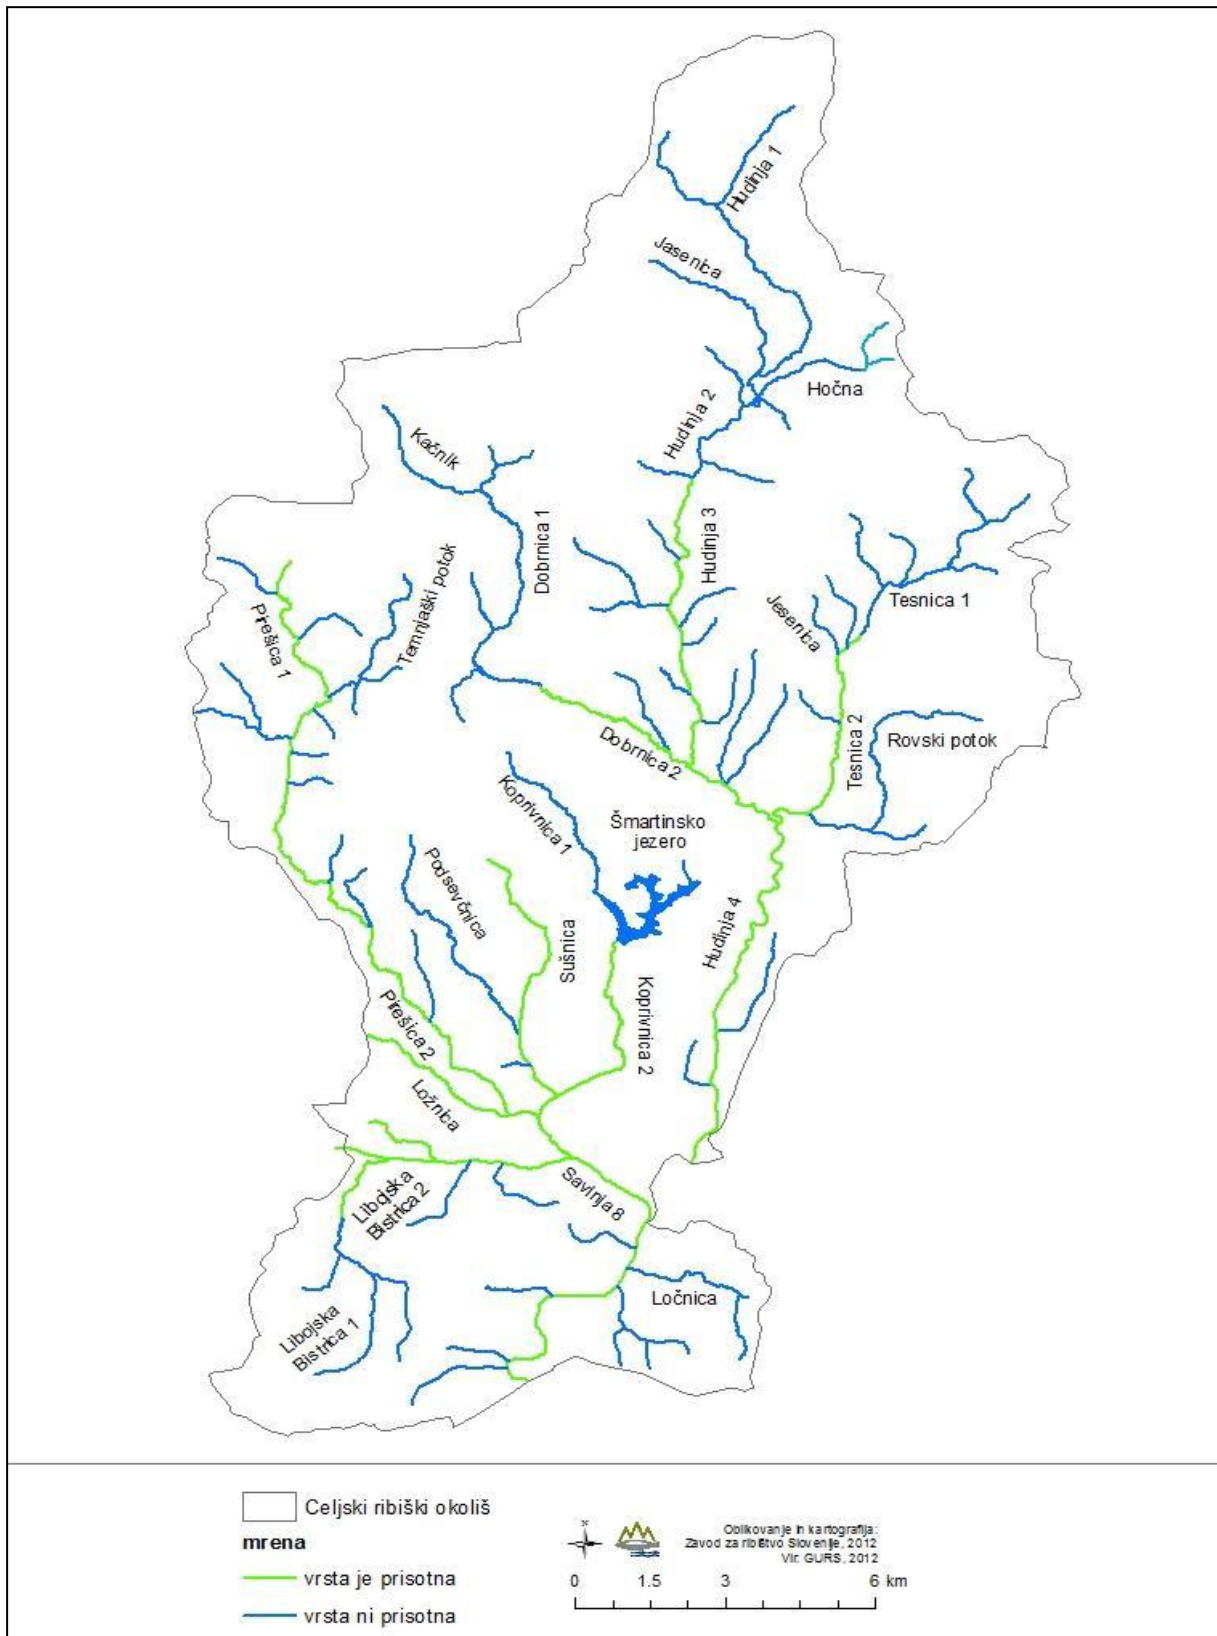 Hudinja 1
Jasenica
Hočna
Hudinja 2
Kačnik
Dobrnica 1
Hudinja 3
Temnjaški potok
Tesnica 1
Jesenica
Pirešica 1
Tesnica 2
Rovski potok
Dobrnica 2
Koprivnica 1
Šmartinsko
jezero
Podsevčnica
Sušnica
Hudinja 4
Koprivnica 2
Pirešica 2
Ložnica
Libojska
Bistrica 2
Savinja 8
Ločnica
Libojska
Bistrica 1
Celjski ribiški okoliš
mrena
vrsta je prisotna
vrsta ni prisotna
N
Oblikovanje in kartografija:
Zavod za ribištvo Slovenije, 2012
Vir: GURS, 2012
0 1.5 3 6 km